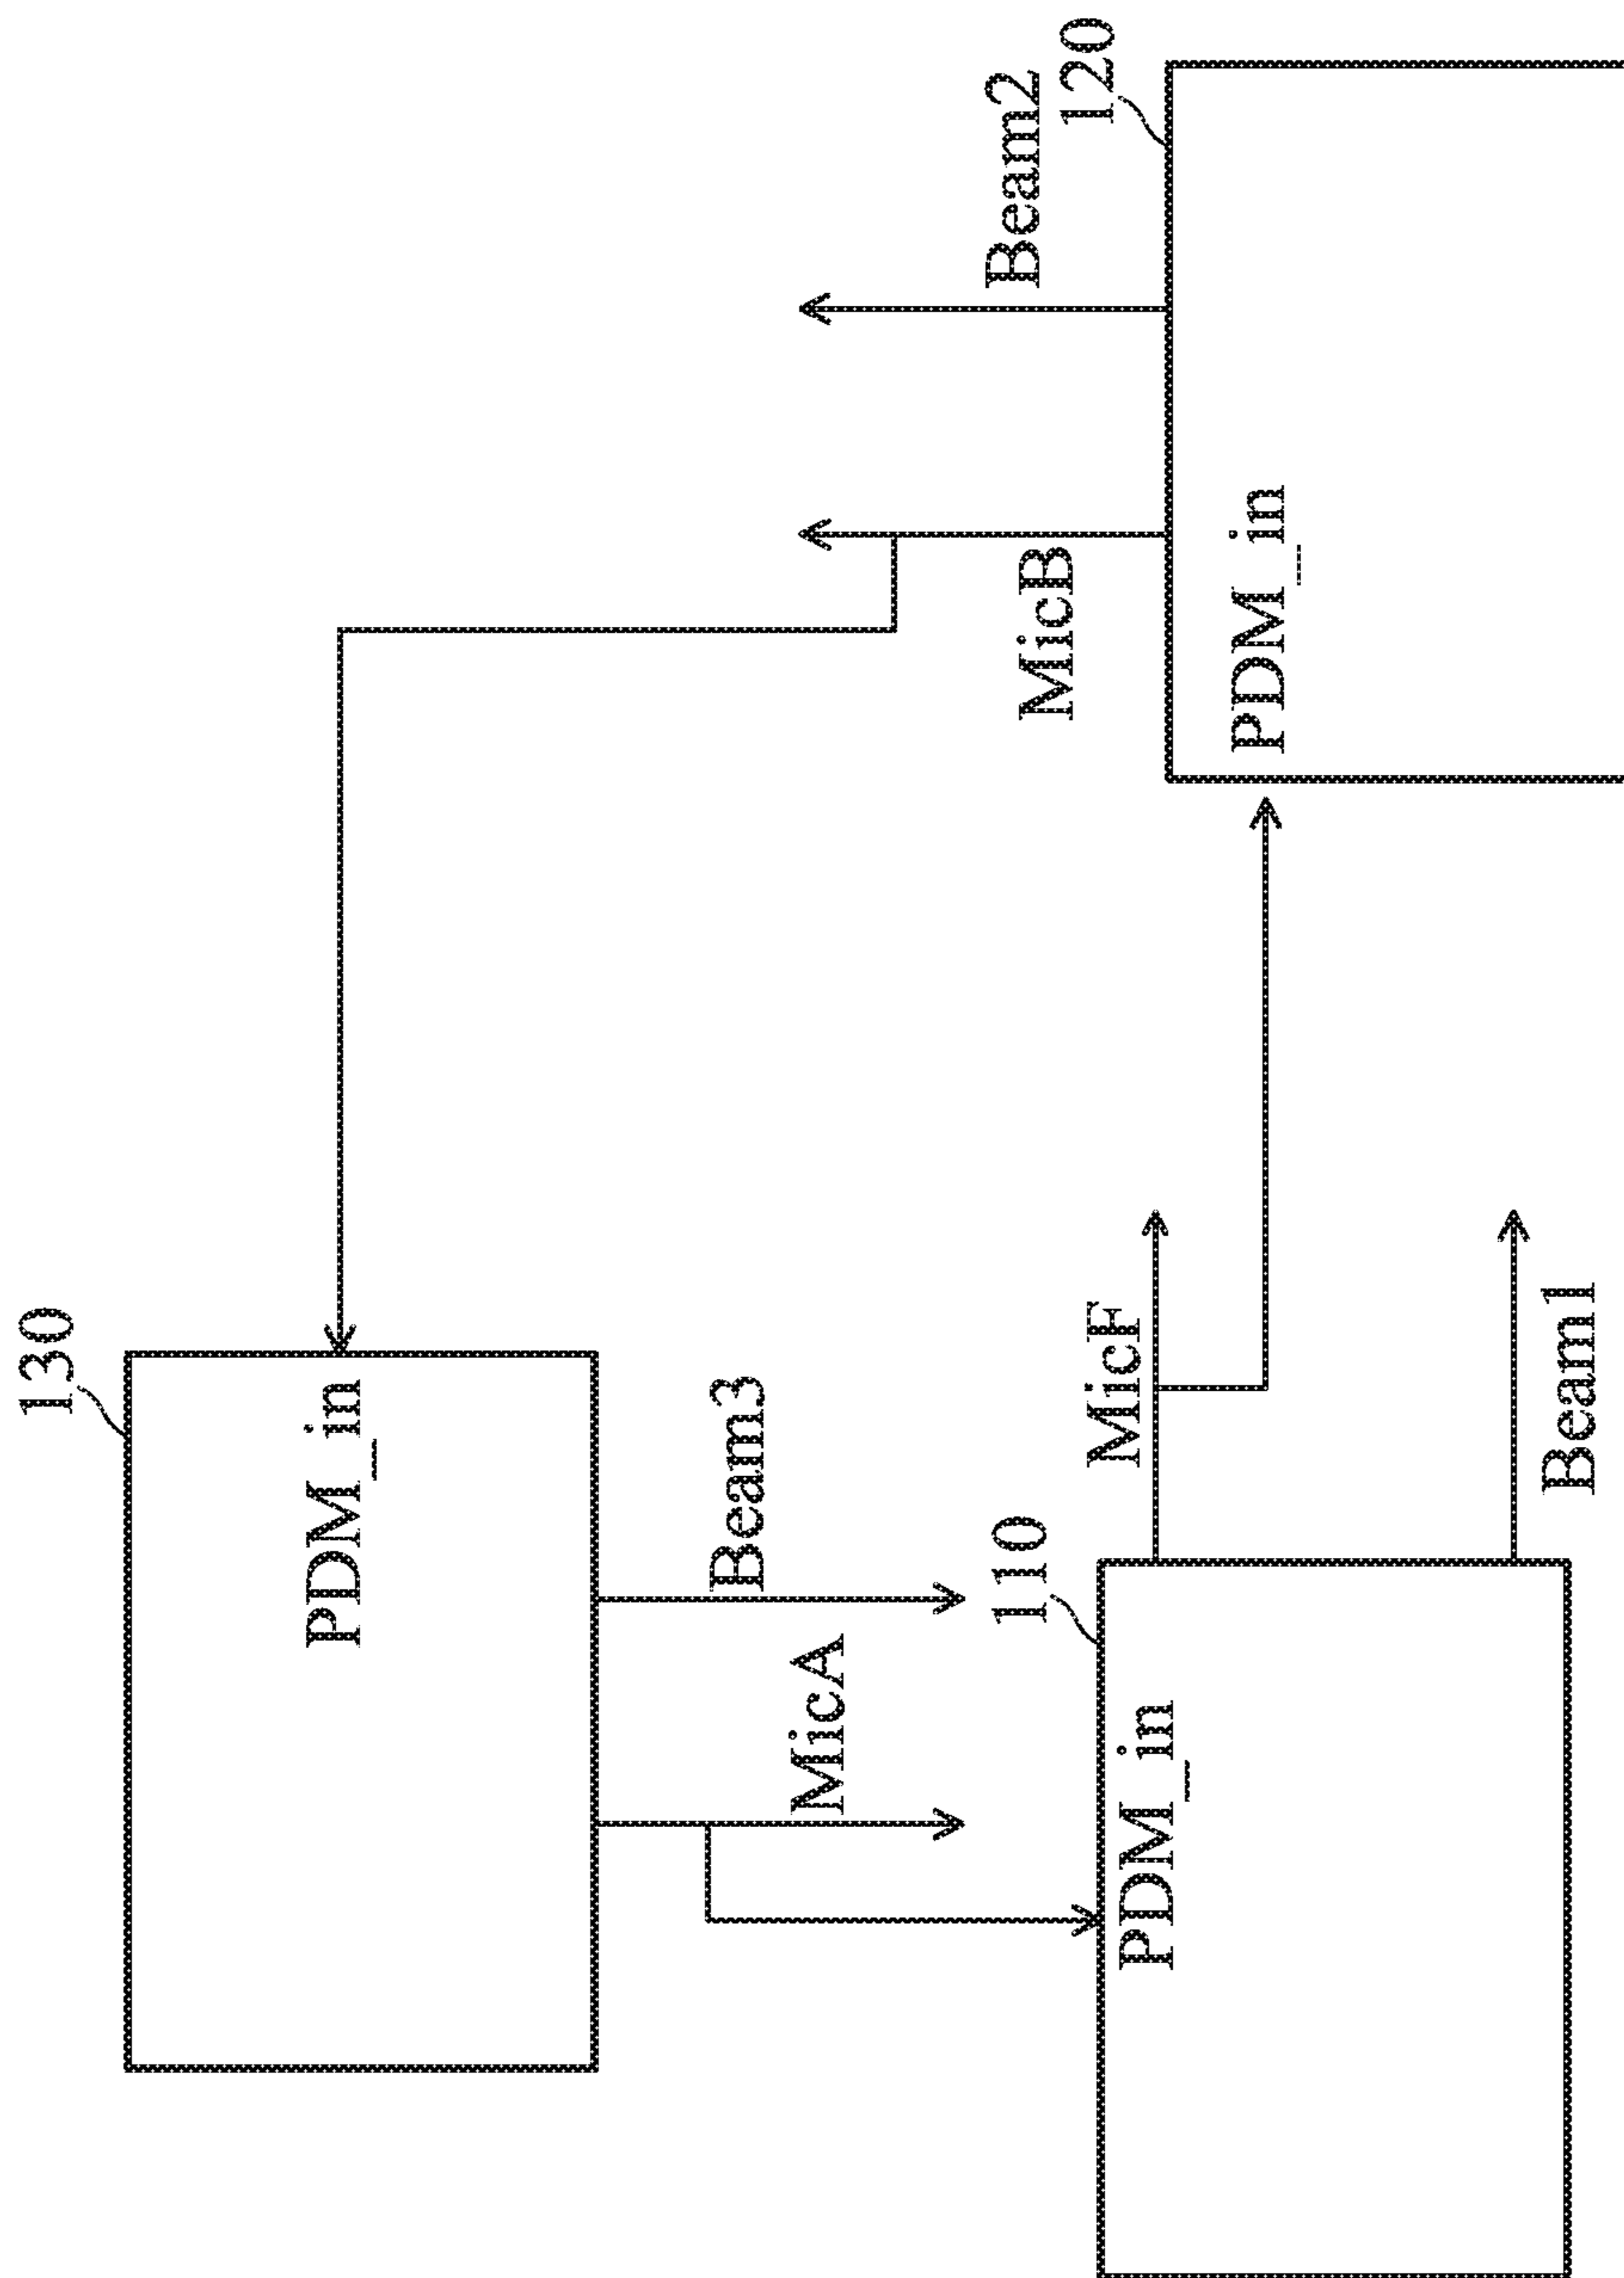 130
PDM_in
Beam3
MicA
Beam2
110
MicB
120
MicF
PDM_in
PDM_in
Beam1